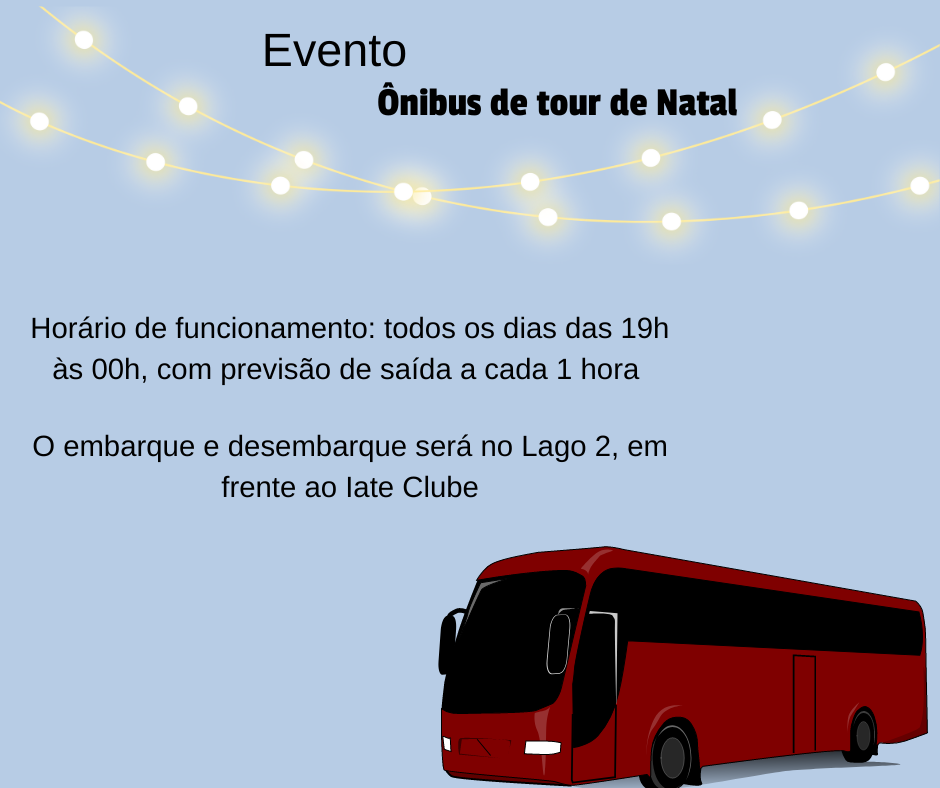 Evento
Ônibus de tour de Natal
Horário de funcionamento: todos os dias das 19h
às 00h, com previsão de saída a cada 1 hora
O embarque e desembarque será no Lago 2, em
frente ao Iate Clube